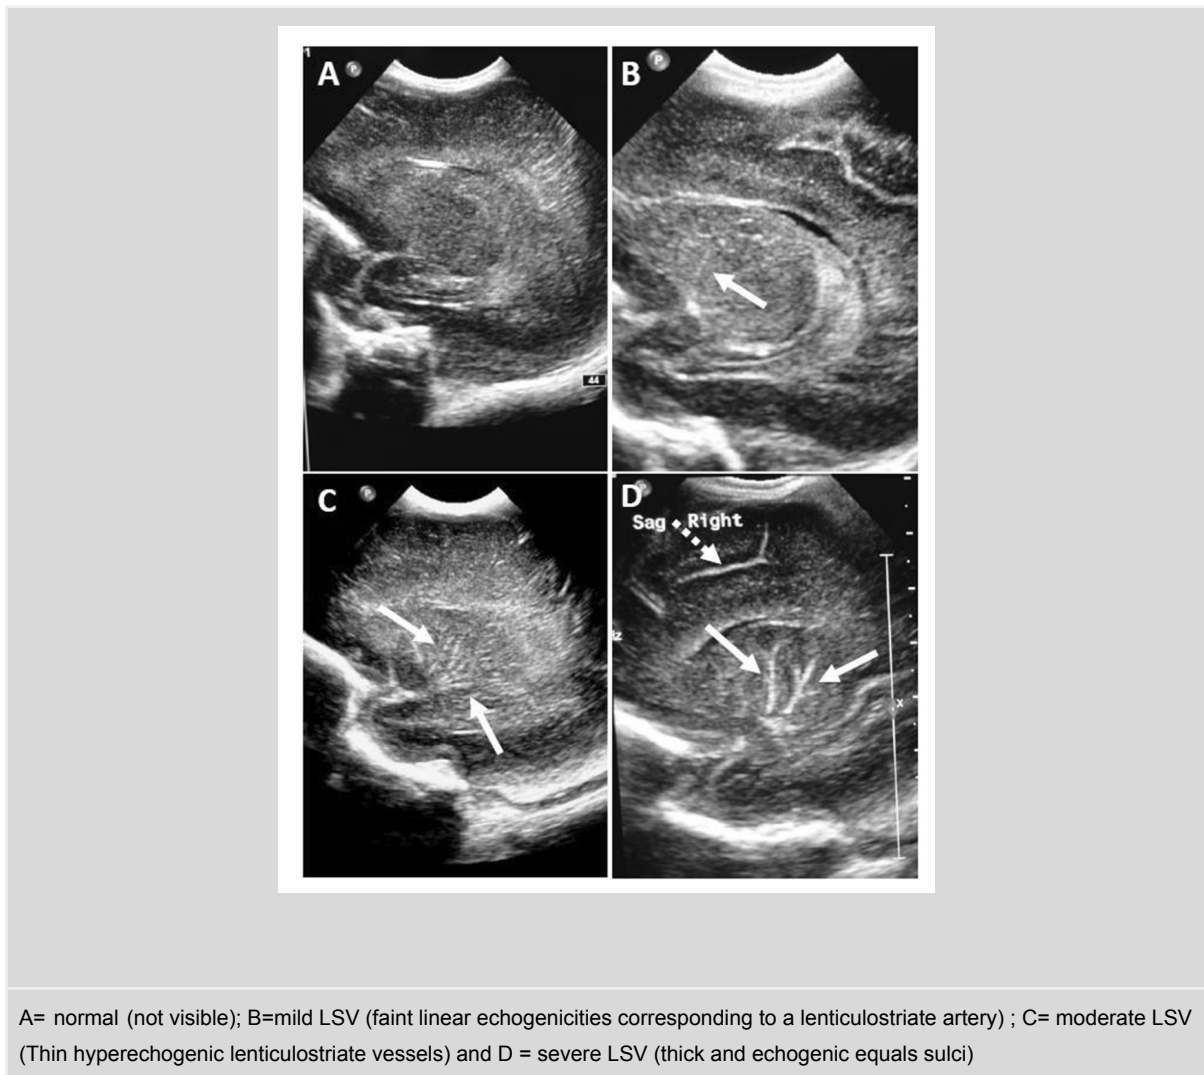 A
P
B
P
44
C
P
D
Sag Right
x
A= normal (not visible); B=mild LSV (faint linear echogenicities corresponding to a lenticulostriate artery) ; C= moderate LSV
(Thin hyperechogenic lenticulostriate vessels) and D = severe LSV (thick and echogenic equals sulci)